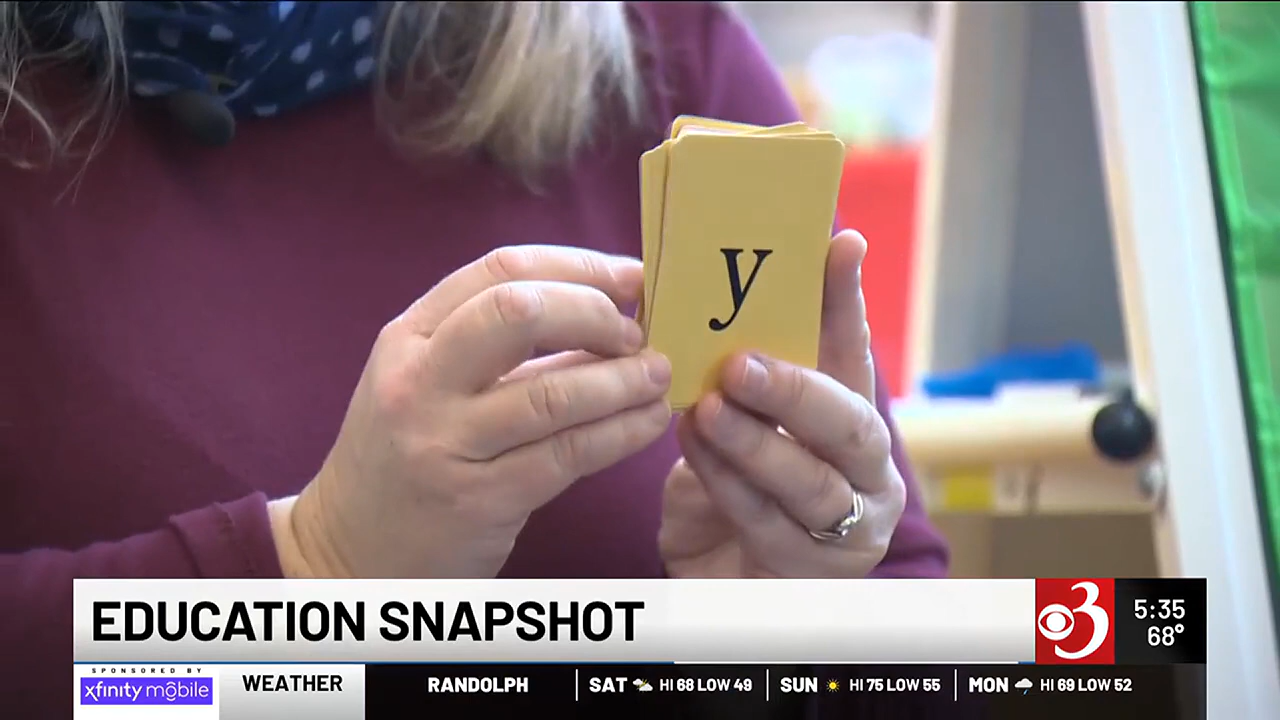 y
EDUCATION SNAPSHOT
3
5:35
68°
SPONSORED BY
xfinity mobile
WEATHER
RANDOLPH
SAT HI 68 LOW 49
SUN HI 75 LOW 55
MON HI 69 LOW 52